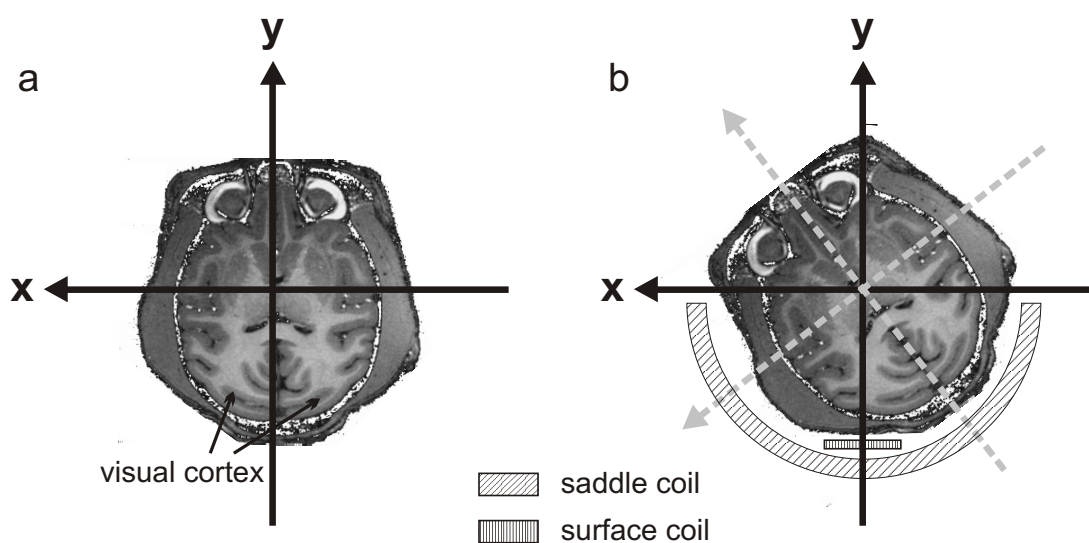 a
y
x
visual cortex
b
y
x
saddle coil
surface coil